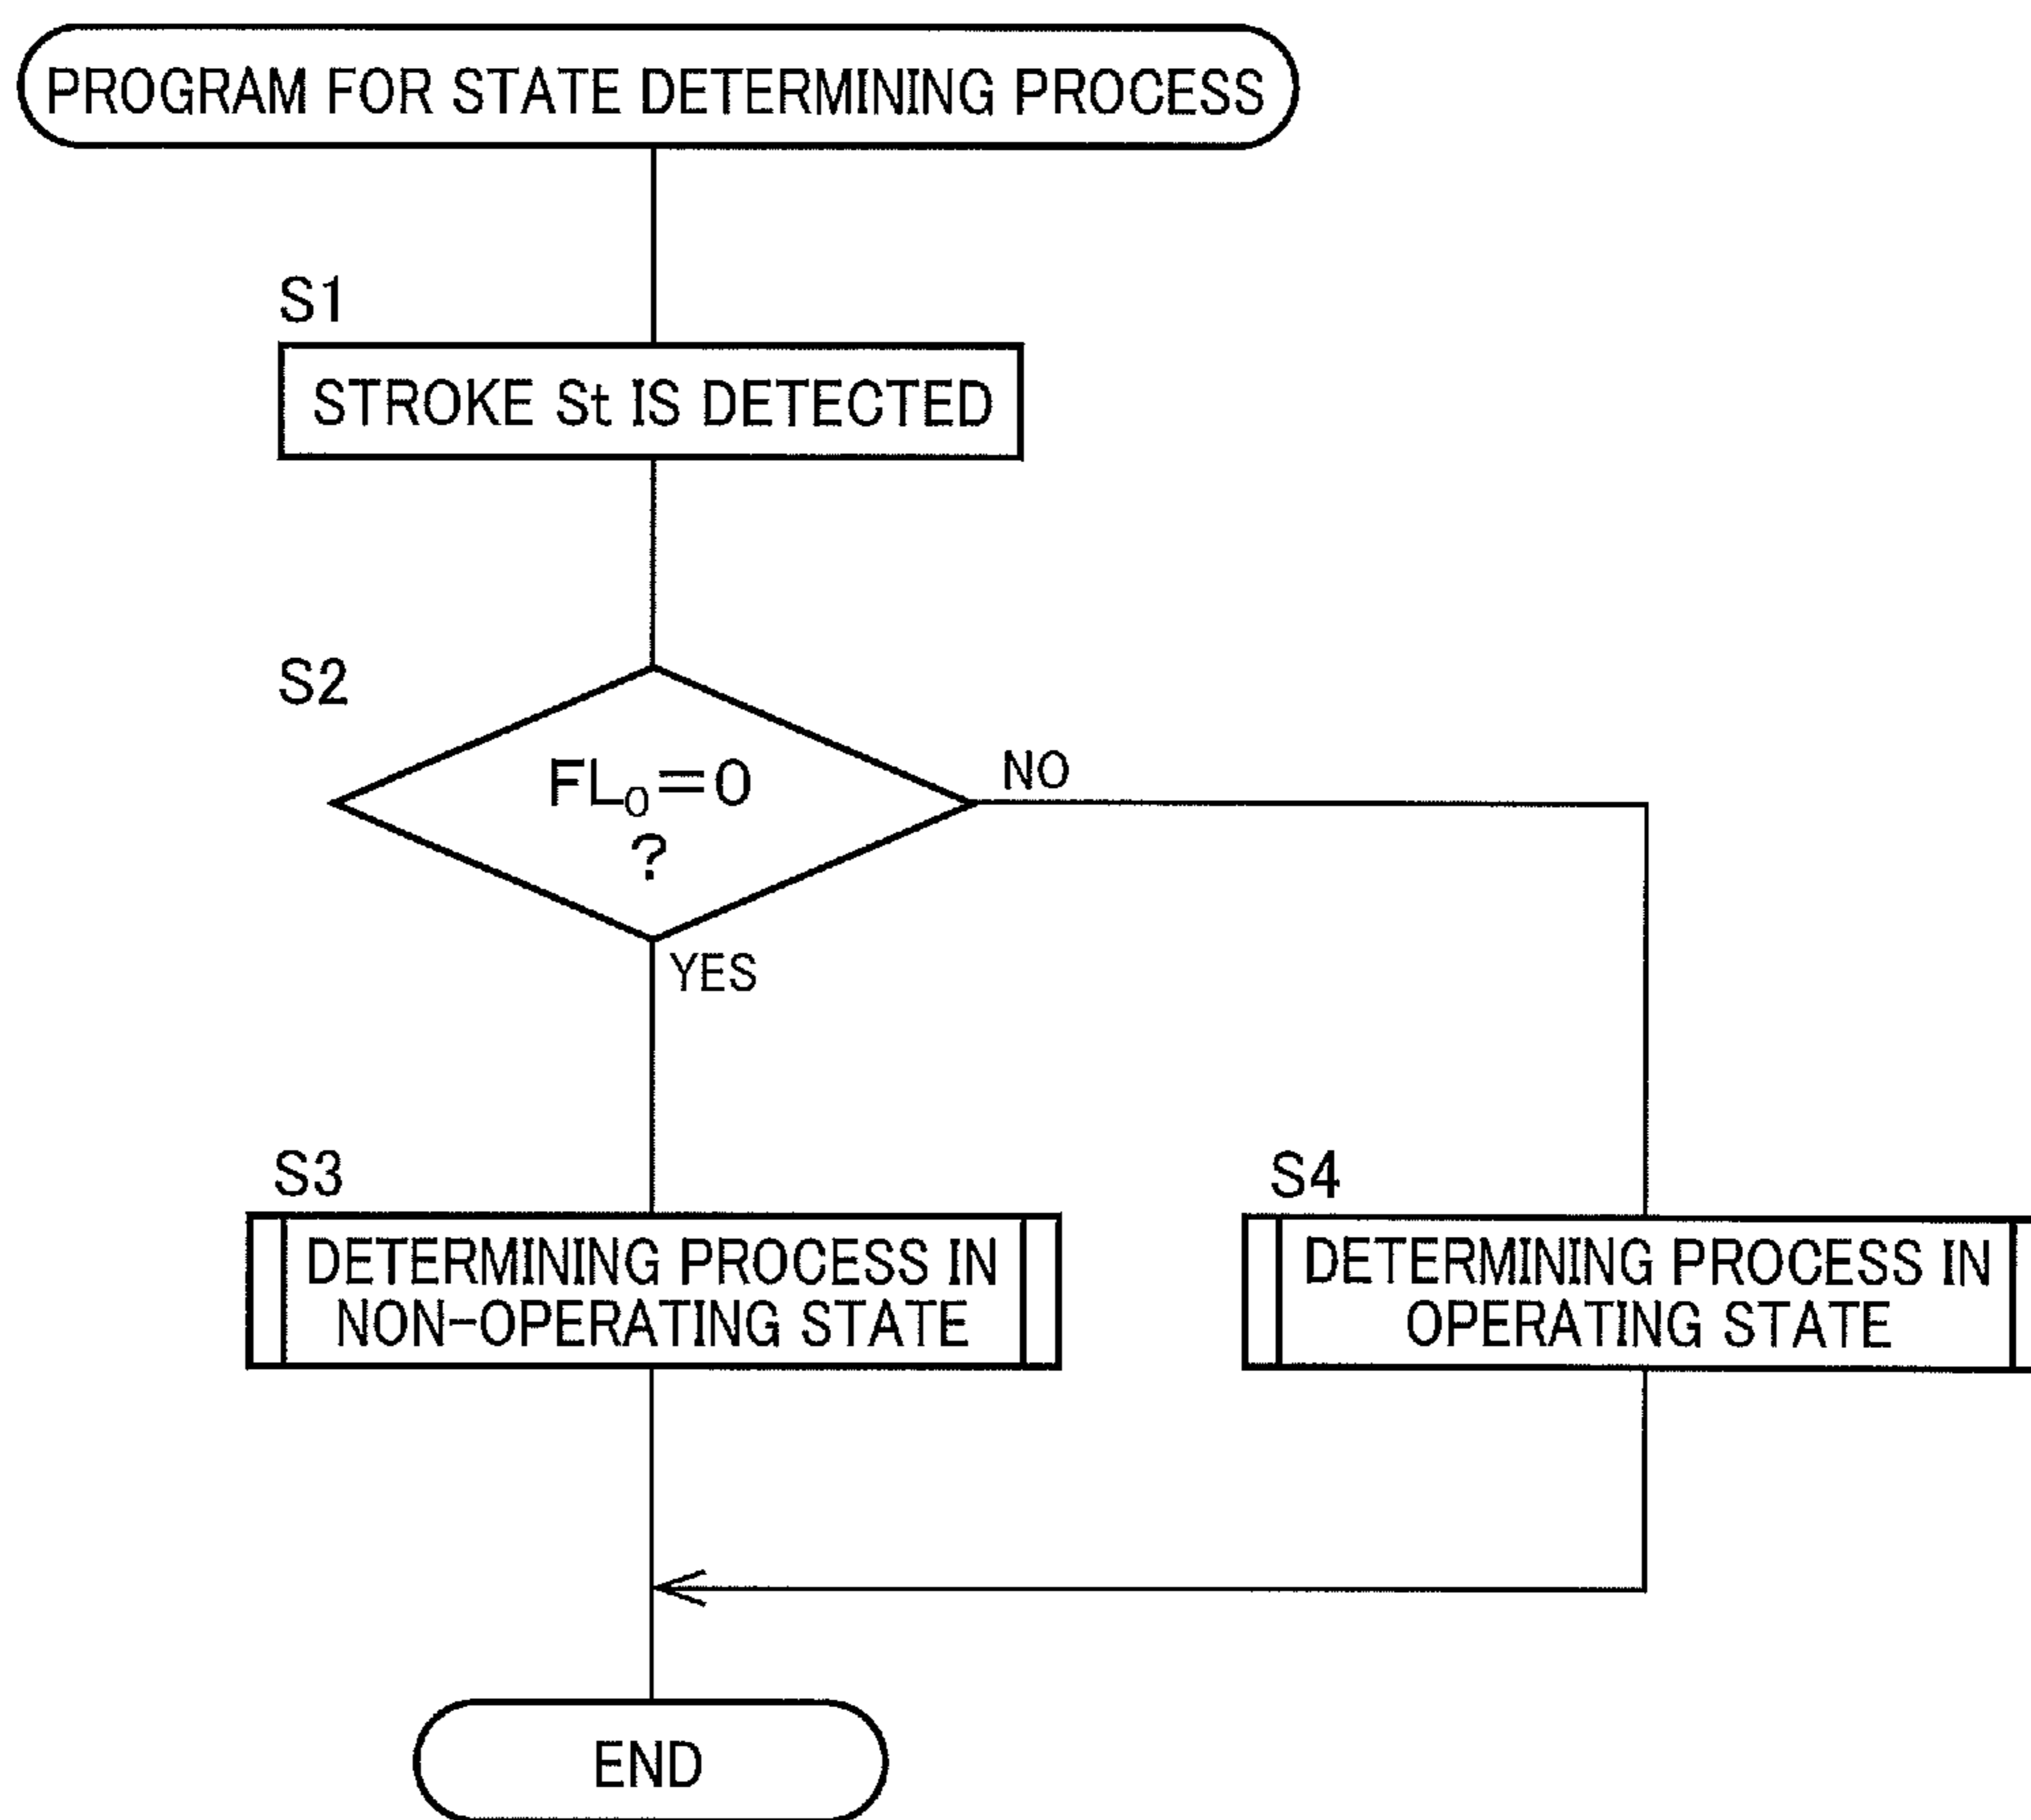 PROGRAM FOR STATE DETERMINING PROCESS
S1
STROKE St IS DETECTED
S2
FL₀=0
?
NO
YES
S3
DETERMINING PROCESS IN
NON-OPERATING STATE
S4
DETERMINING PROCESS IN
OPERATING STATE
END